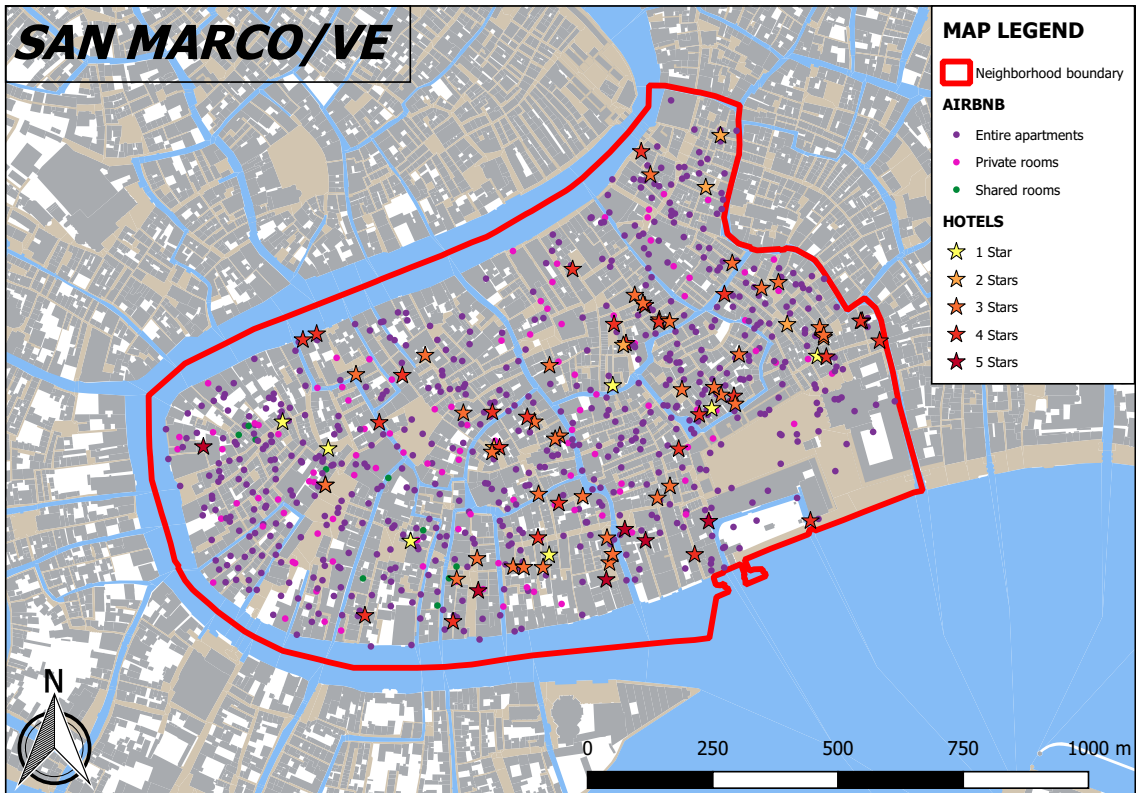 SAN MARCO/VE
MAP LEGEND
Neighborhood boundary
AIRBNB
Entire apartments
Private rooms
Shared rooms
HOTELS
1 Star
2 Stars
3 Stars
4 Stars
5 Stars
N
0 250 500 750 1000 m